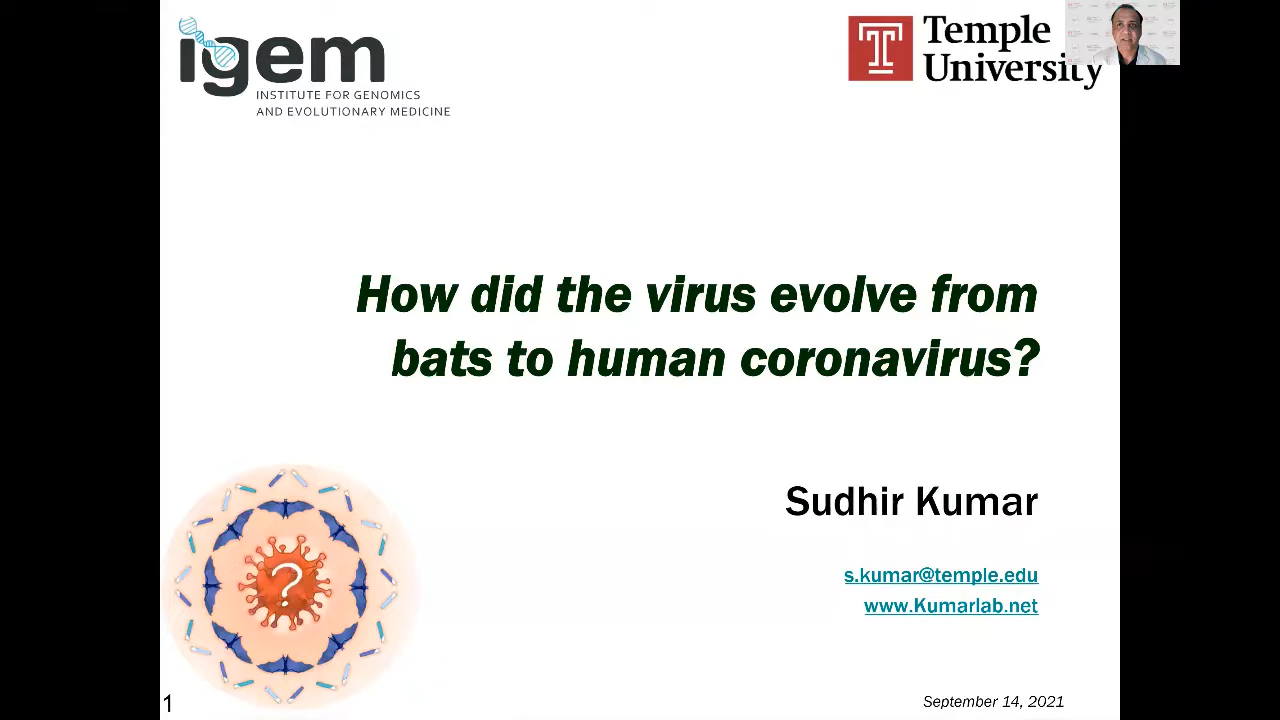 igem
INSTITUTE FOR GENOMICS
AND EVOLUTIONARY MEDICINE
T
Temple
University
How did the virus evolve from
bats to human coronavirus?
?
Sudhir Kumar
s.kumar@temple.edu
www.Kumarlab.net
1
September 14, 2021